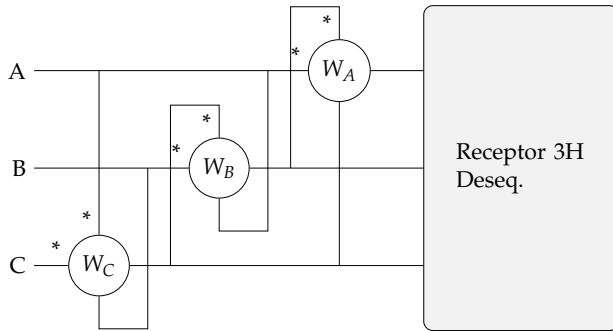 *
* W_A
A
*
* W_B
B
Receptor 3H
Deseq.
*
* W_C
C